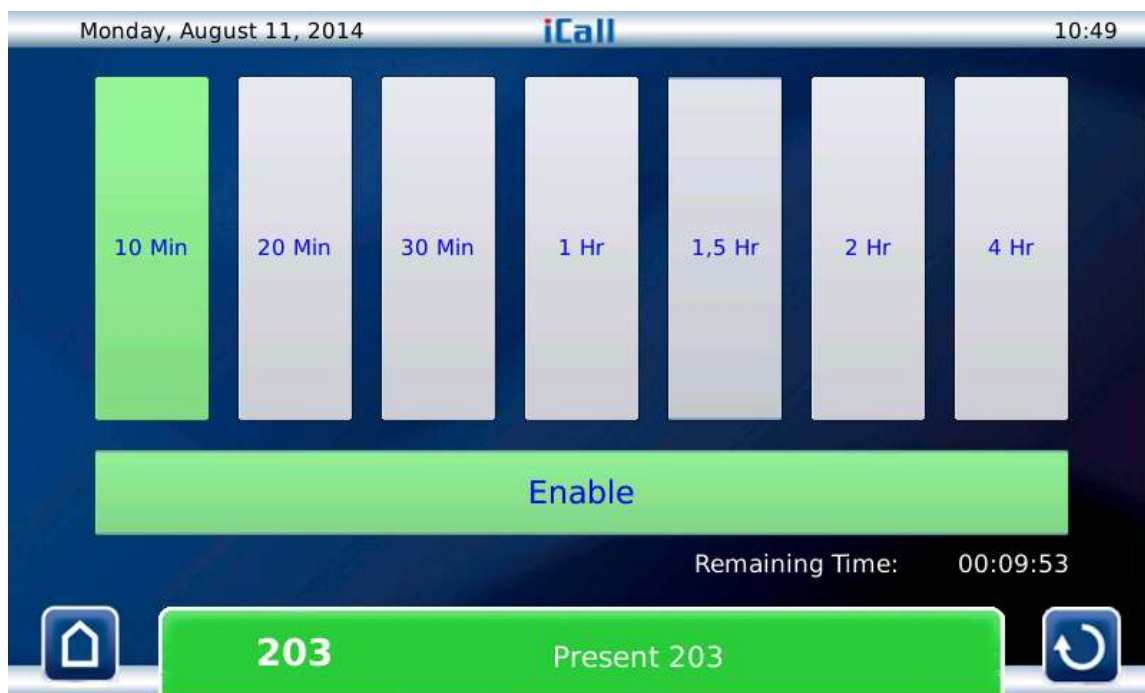 Monday, August 11, 2014 iCall 10:49
10 Min 20 Min 30 Min 1 Hr 1,5 Hr 2 Hr 4 Hr
Enable
Remaining Time: 00:09:53
203 Present 203